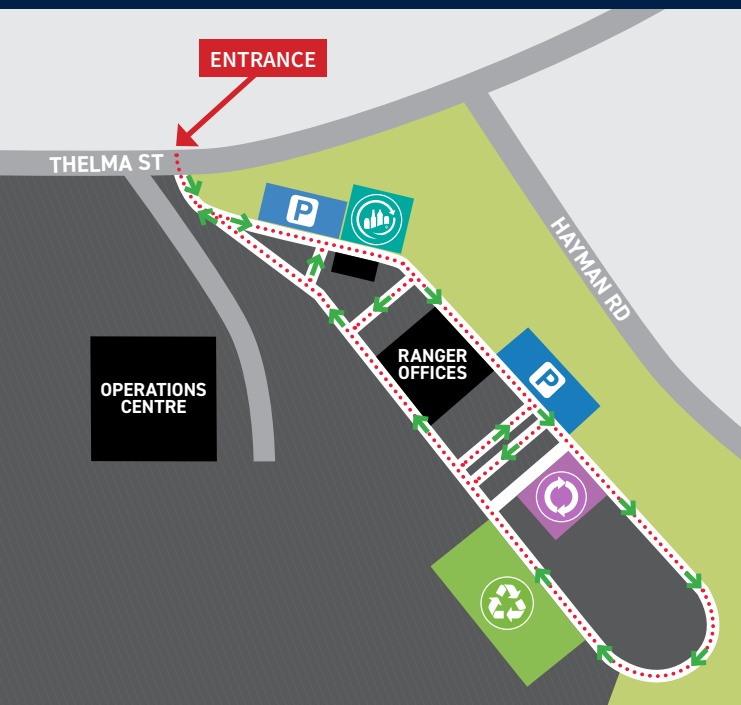 ENTRANCE
THELMA ST
P
HAYMAN RD
RANGER
OFFICES
P
OPERATIONS
CENTRE